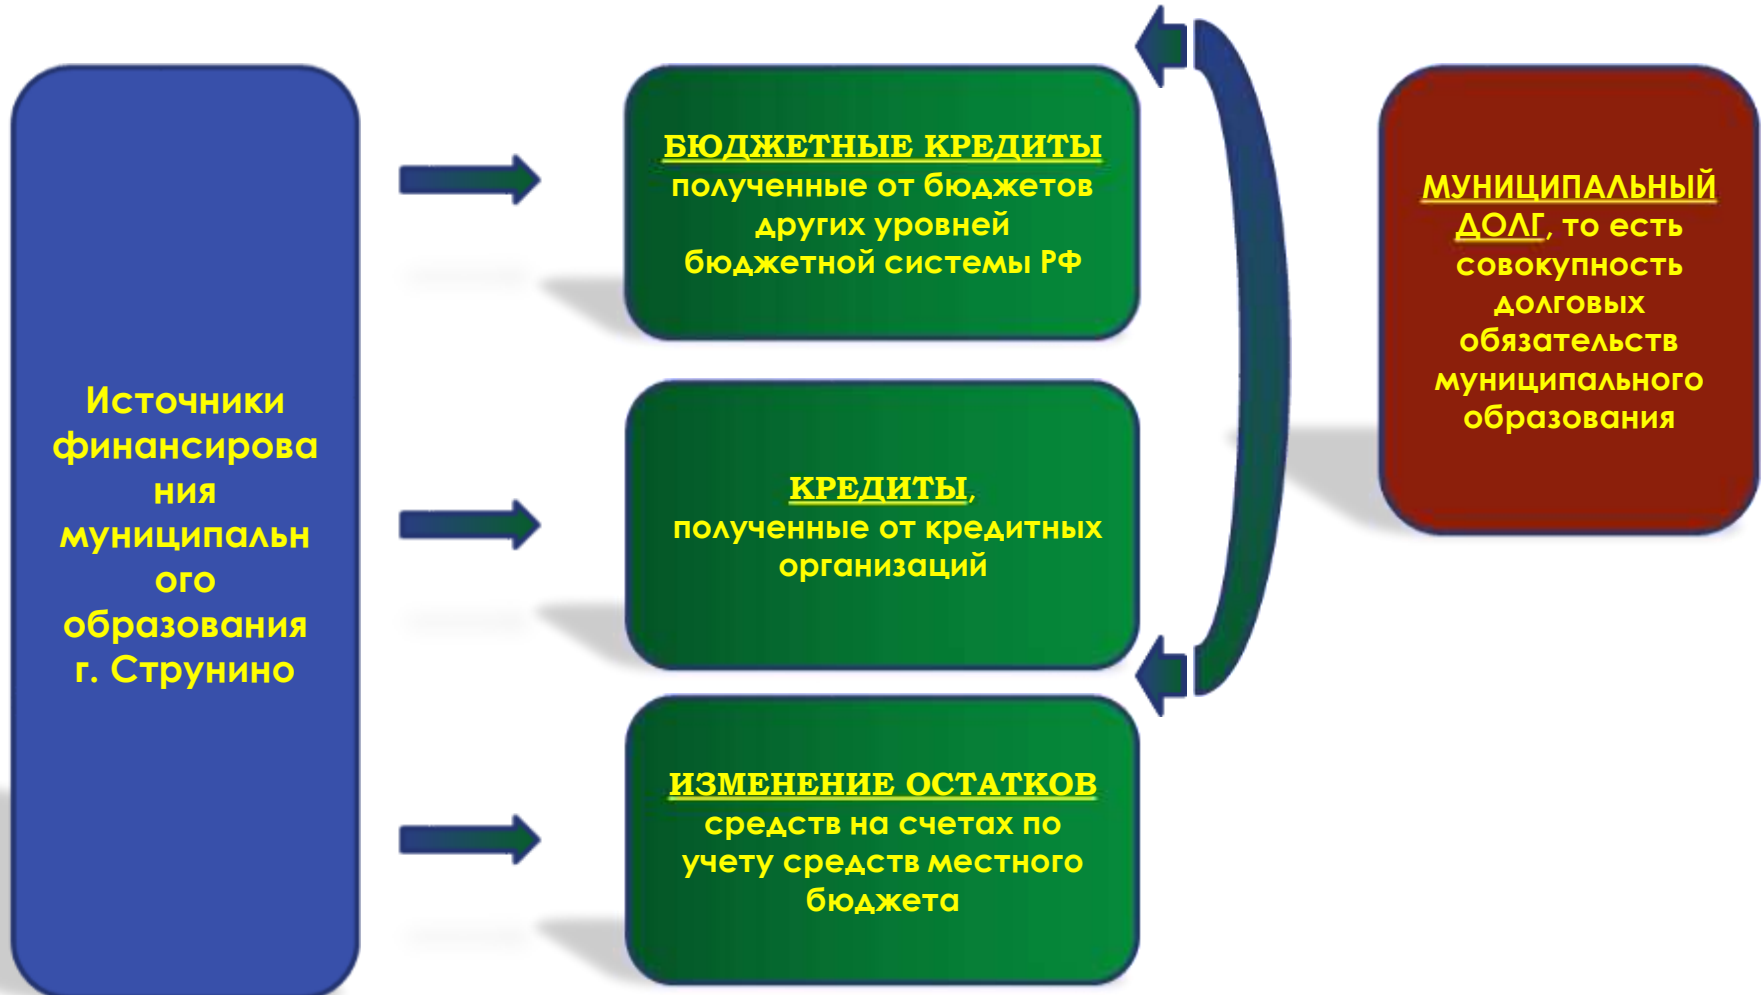 Источники
финансирова
ния
муниципальн
ого
образования
г. Струнино
БЮДЖЕТНЫЕ КРЕДИТЫ
полученные от бюджетов
других уровней
бюджетной системы РФ
КРЕДИТЫ,
полученные от кредитных
организаций
ИЗМЕНЕНИЕ ОСТАТКОВ
средств на счетах по
учету средств местного
бюджета
МУНИЦИПАЛЬНЫЙ
ДОЛГ, то есть
совокупность
долговых
обязательств
муниципального
образования